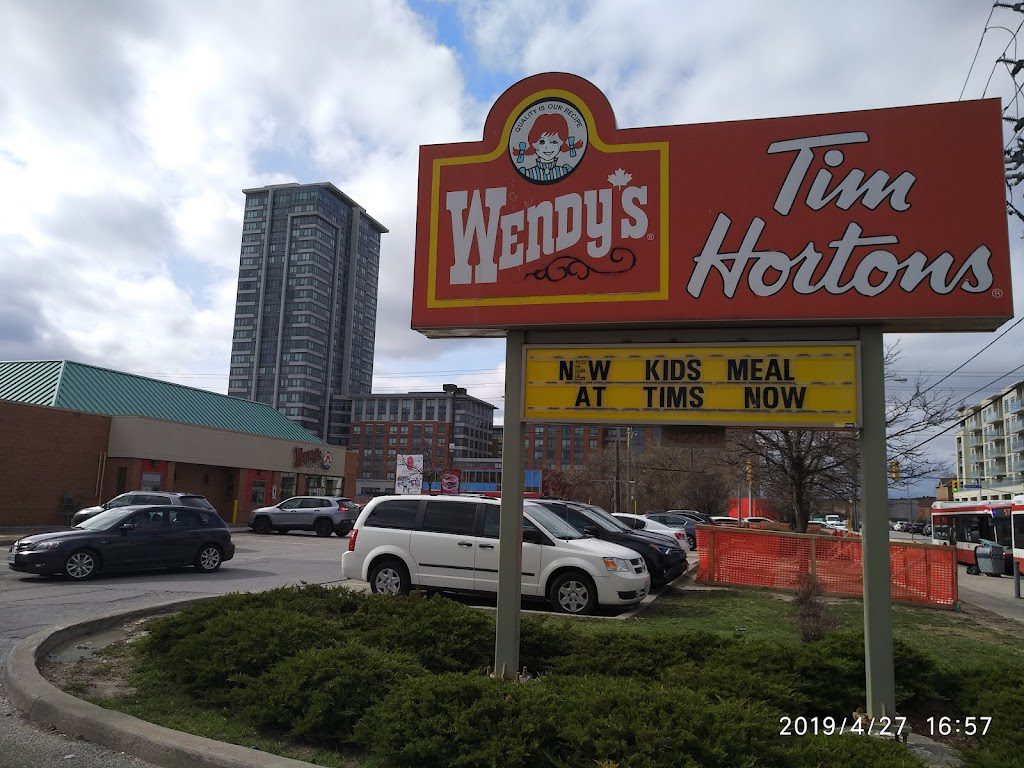 QUALITY IS OUR RECIPE
WENDY'S
Tim
Hortons
NEW KIDS MEAL
AT TIMS NOW
4226
Wendy's
2019/4/27 16:57